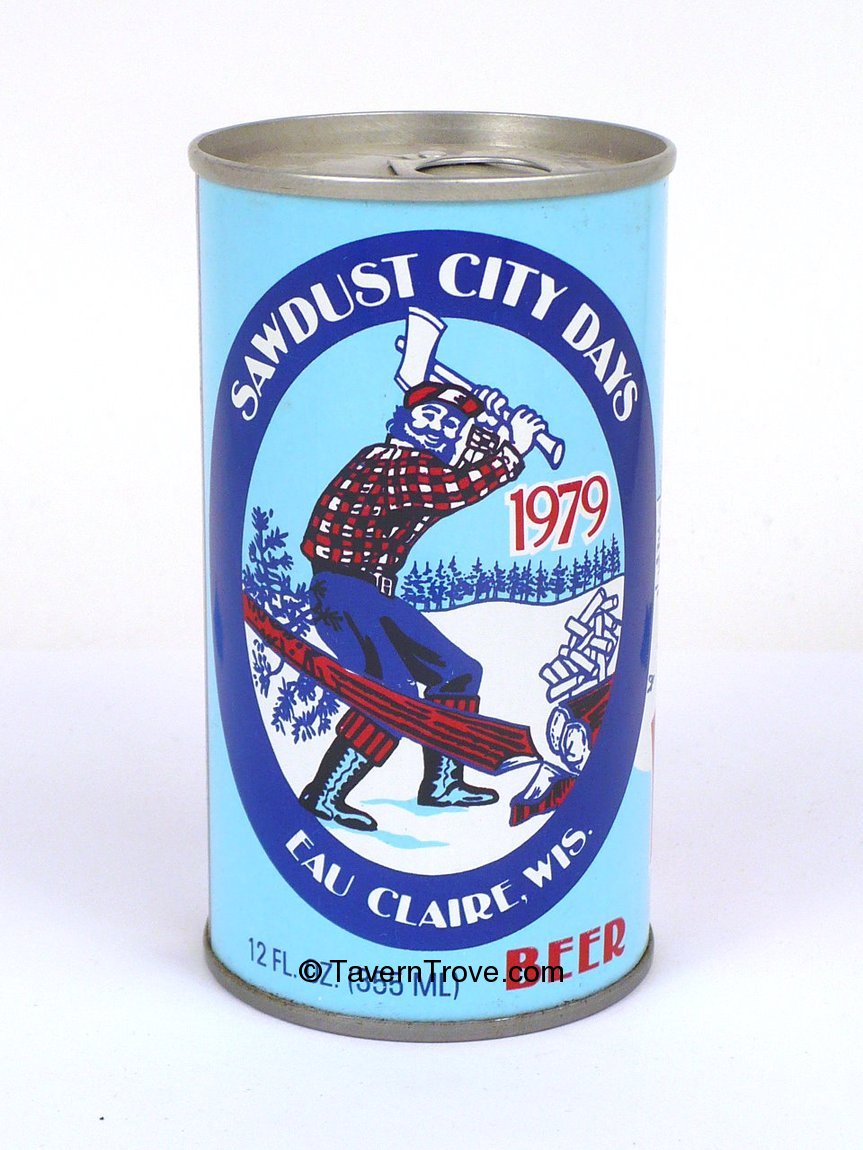 SAWDUST CITY DAYS
1979
EAU CLAIRE, WIS.
12 FL. OZ. (355 ML)
BEER
©TavernTrove.com